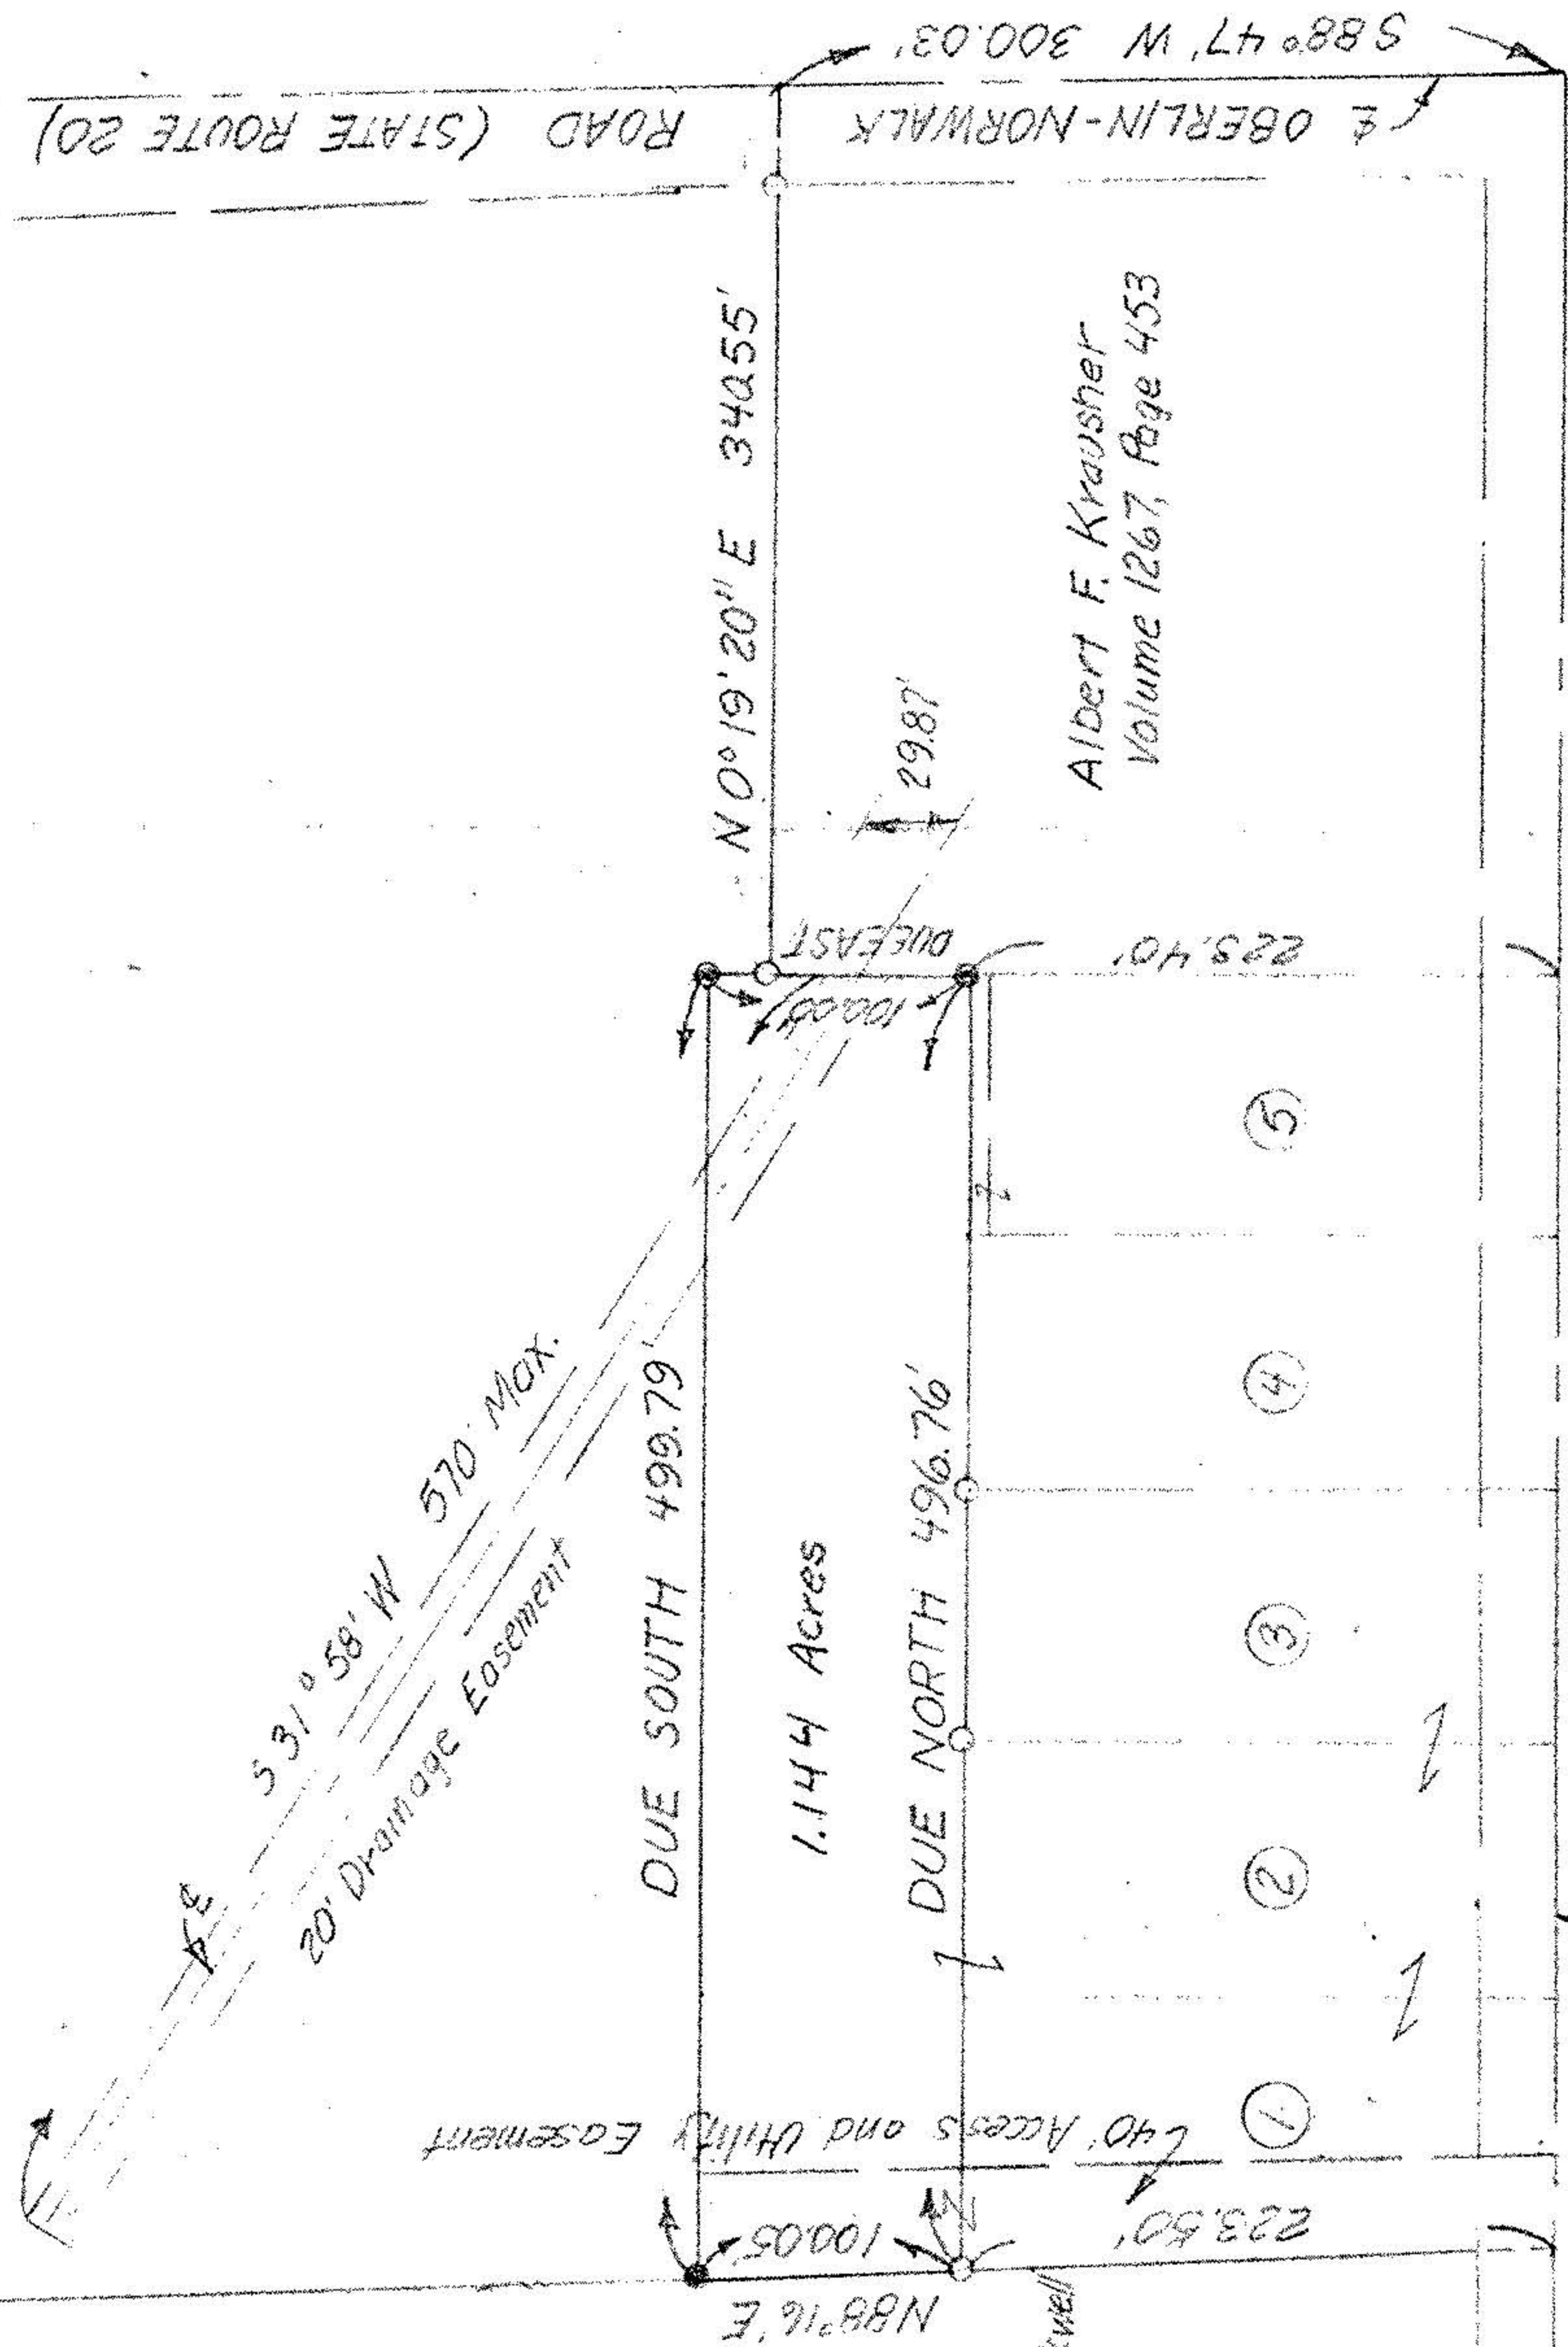 S 88° 47' W 300.03'
℄ OBERLIN-NORWALK ROAD (STATE ROUTE 20)
N 0° 19' 20" E 340.55'
Albert F. Krausher
Volume 1267, Page 453
29.87'
DUE EAST
100.00'
223.40'
S 31° 58' W 570' Max.
20' Drainage Easement
℄
DUE SOUTH 499.79'
1.144 Acres
DUE NORTH 496.76'
5
4
3
2
1
40' Access and Utility Easement
100.05'
223.50'
N 88° 16' E